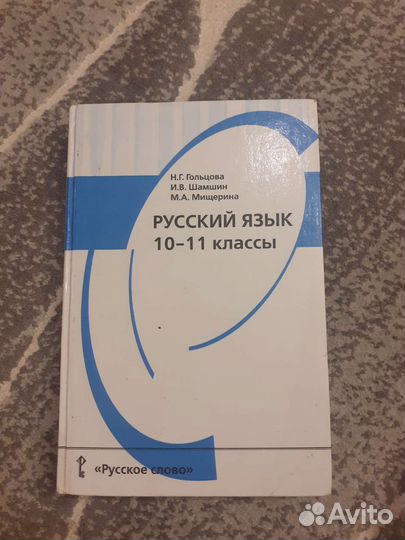 Н.Г. Гольцова
И.В. Шамшин
М.А. Мищерина
РУССКИЙ ЯЗЫК
10–11 классы
«Русское слово»
Avito